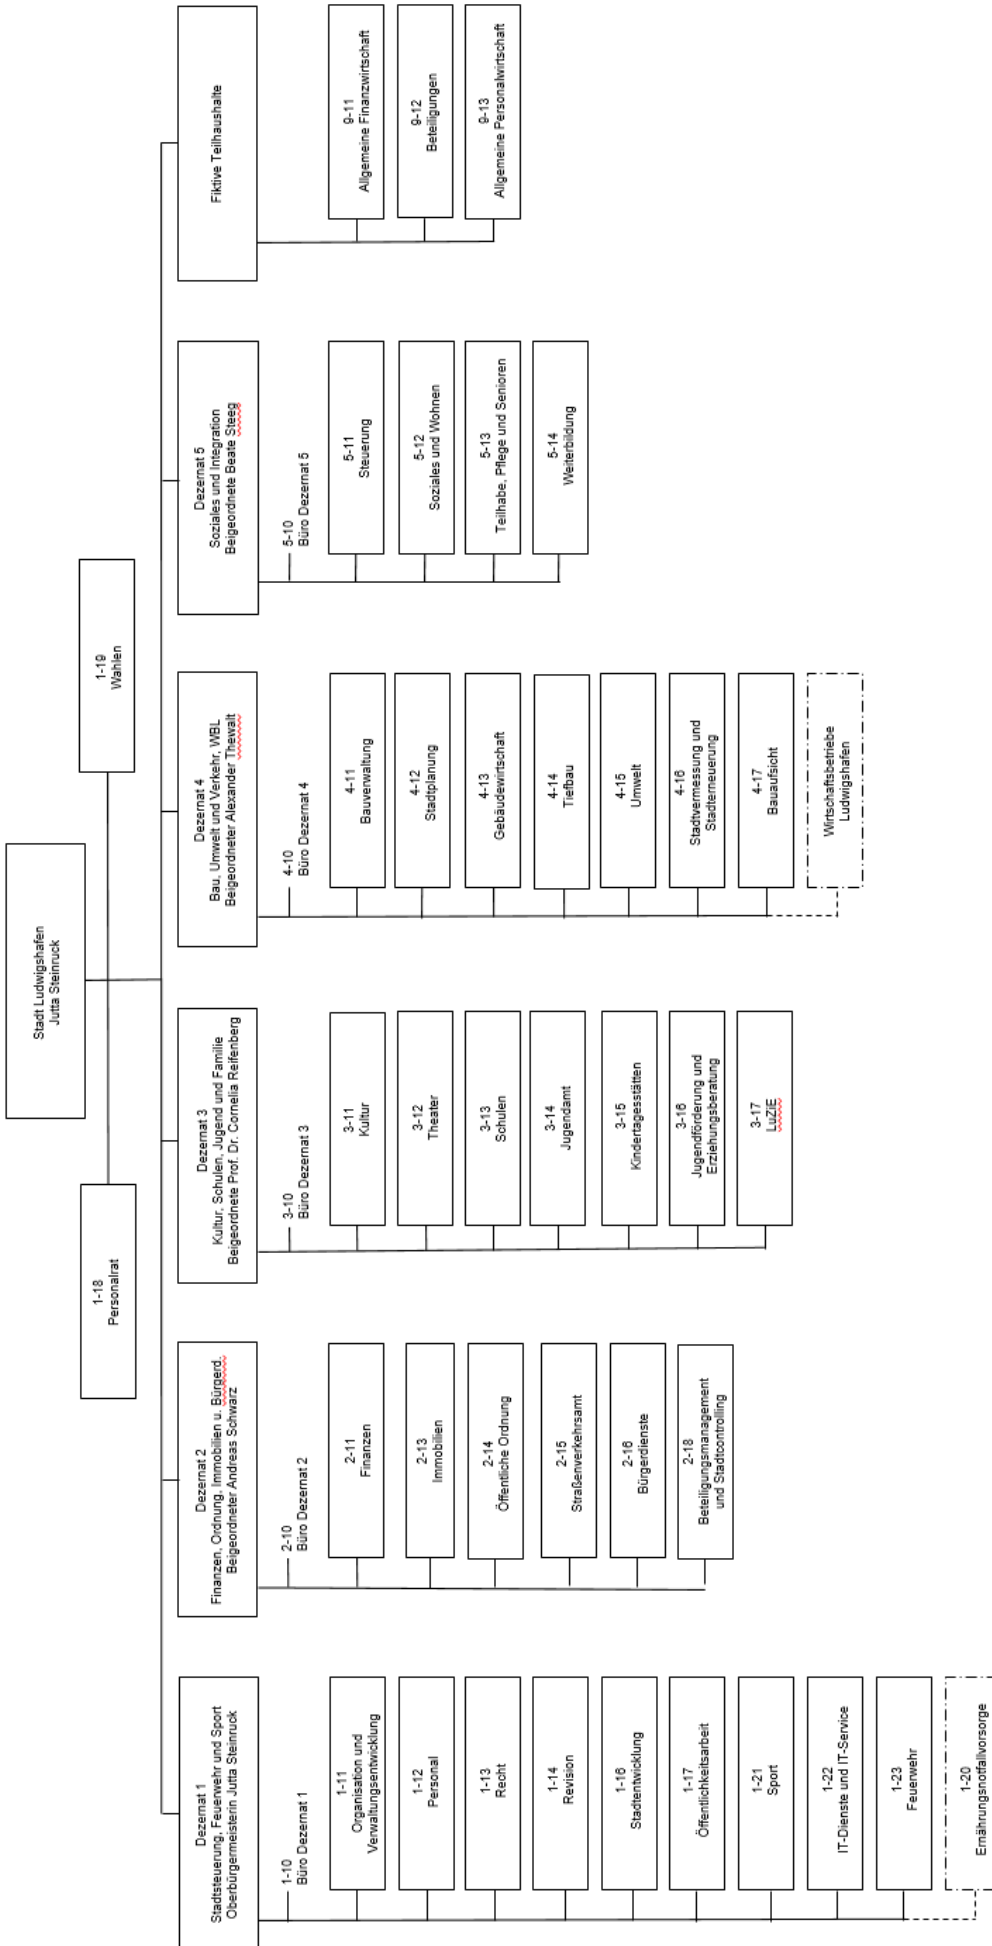 Stadt Ludwigshafen
Jutta Steinruck
1-18
Personalrat
1-19
Wahlen
Dezernat 1
Stadtsteuerung, Feuerwehr und Sport
Oberbürgermeisterin Jutta Steinruck
1-10
Büro Dezernat 1
1-11
Organisation und
Verwaltungsentwicklung
1-12
Personal
1-13
Recht
1-14
Revision
1-16
Stadtentwicklung
1-17
Öffentlichkeitsarbeit
1-21
Sport
1-22
IT-Dienste und IT-Service
1-23
Feuerwehr
1-20
Ernährungsnotfallvorsorge
Dezernat 2
Finanzen, Ordnung, Immobilien u. Bürgerd.
Beigeordneter Andreas Schwarz
2-10
Büro Dezernat 2
2-11
Finanzen
2-13
Immobilien
2-14
Öffentliche Ordnung
2-15
Straßenverkehrsamt
2-16
Bürgerdienste
2-18
Beteiligungsmanagement
und Stadtcontrolling
Dezernat 3
Kultur, Schulen, Jugend und Familie
Beigeordnete Prof. Dr. Cornelia Reifenberg
3-10
Büro Dezernat 3
3-11
Kultur
3-12
Theater
3-13
Schulen
3-14
Jugendamt
3-15
Kindertagesstätten
3-16
Jugendförderung und
Erziehungsberatung
3-17
LuZiE
Dezernat 4
Bau, Umwelt und Verkehr, WBL
Beigeordneter Alexander Thewalt
4-10
Büro Dezernat 4
4-11
Bauverwaltung
4-12
Stadtplanung
4-13
Gebäudewirtschaft
4-14
Tiefbau
4-15
Umwelt
4-16
Stadtvermessung und
Stadterneuerung
4-17
Bauaufsicht
Wirtschaftsbetriebe
Ludwigshafen
Dezernat 5
Soziales und Integration
Beigeordnete Beate Steeg
5-10
Büro Dezernat 5
5-11
Steuerung
5-12
Soziales und Wohnen
5-13
Teilhabe, Pflege und Senioren
5-14
Weiterbildung
Fiktive Teilhaushalte
9-11
Allgemeine Finanzwirtschaft
9-12
Beteiligungen
9-13
Allgemeine Personalwirtschaft